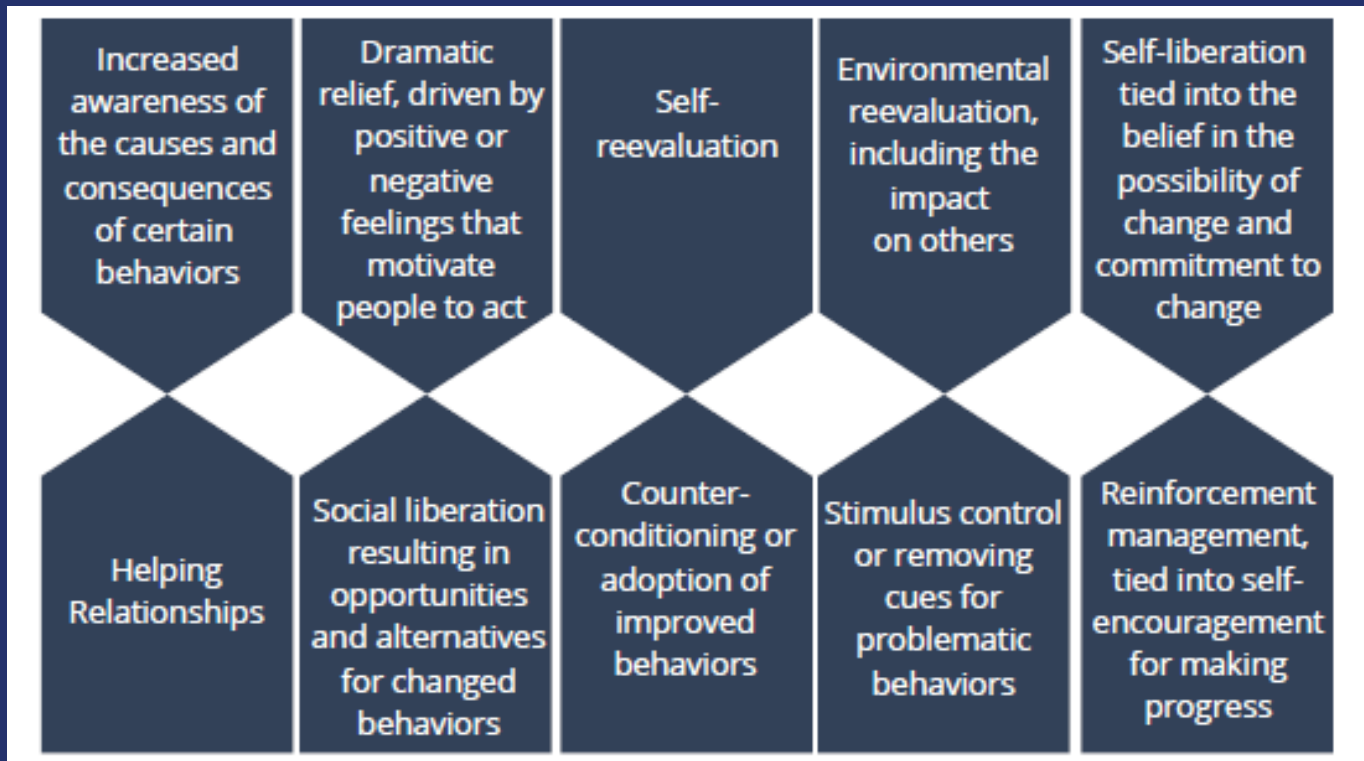 Increased
awareness of
the causes and
consequences
of certain
behaviors
Dramatic
relief, driven by
positive or
negative
feelings that
motivate
people to act
Self-
reevaluation
Environmental
reevaluation,
including the
impact
on others
Self-liberation
tied into the
belief in the
possibility of
change and
commitment to
change
Helping
Relationships
Social liberation
resulting in
opportunities
and alternatives
for changed
behaviors
Counter-
conditioning or
adoption of
improved
behaviors
Stimulus control
or removing
cues for
problematic
behaviors
Reinforcement
management,
tied into self-
encouragement
for making
progress